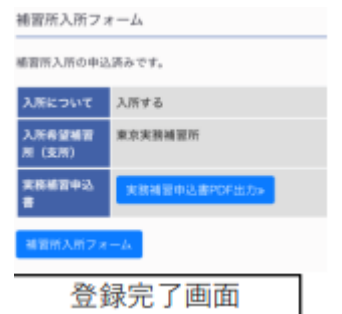 補習所入所フォーム
補習所入所の申込済みです。
入所について
入所する
入所希望補習
所（支所）
東京実務補習所
実務補習申込
書
実務補習申込書PDF出力»
補習所入所フォーム
登録完了画面